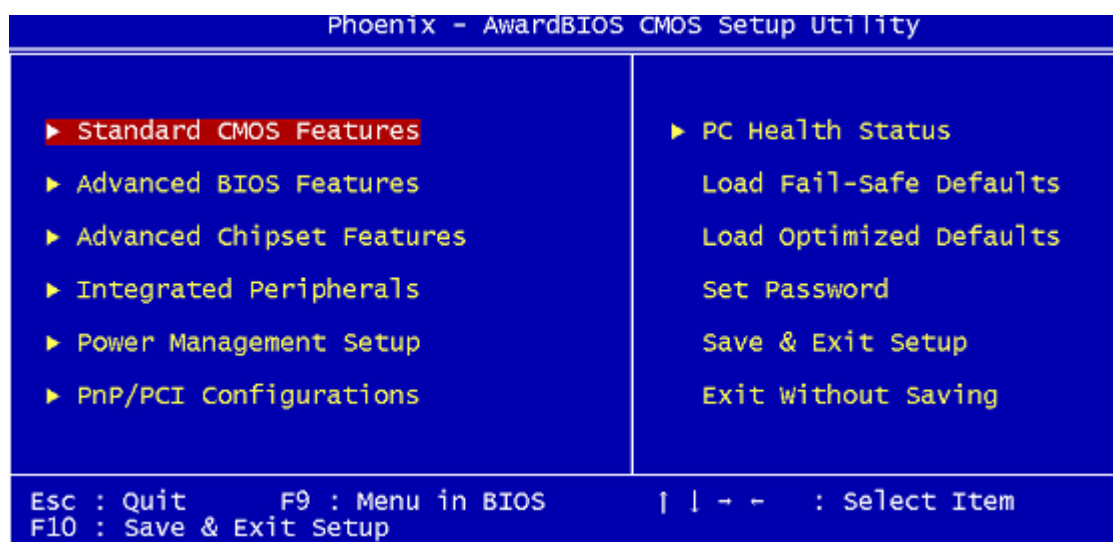 Phoenix - AwardBIOS CMOS Setup Utility
▶ Standard CMOS Features
▶ Advanced BIOS Features
▶ Advanced Chipset Features
▶ Integrated Peripherals
▶ Power Management Setup
▶ PnP/PCI Configurations
▶ PC Health Status
Load Fail-Safe Defaults
Load Optimized Defaults
Set Password
Save & Exit Setup
Exit Without Saving
Esc : Quit F9 : Menu in BIOS ↑ ↓ → ← : Select Item
F10 : Save & Exit Setup